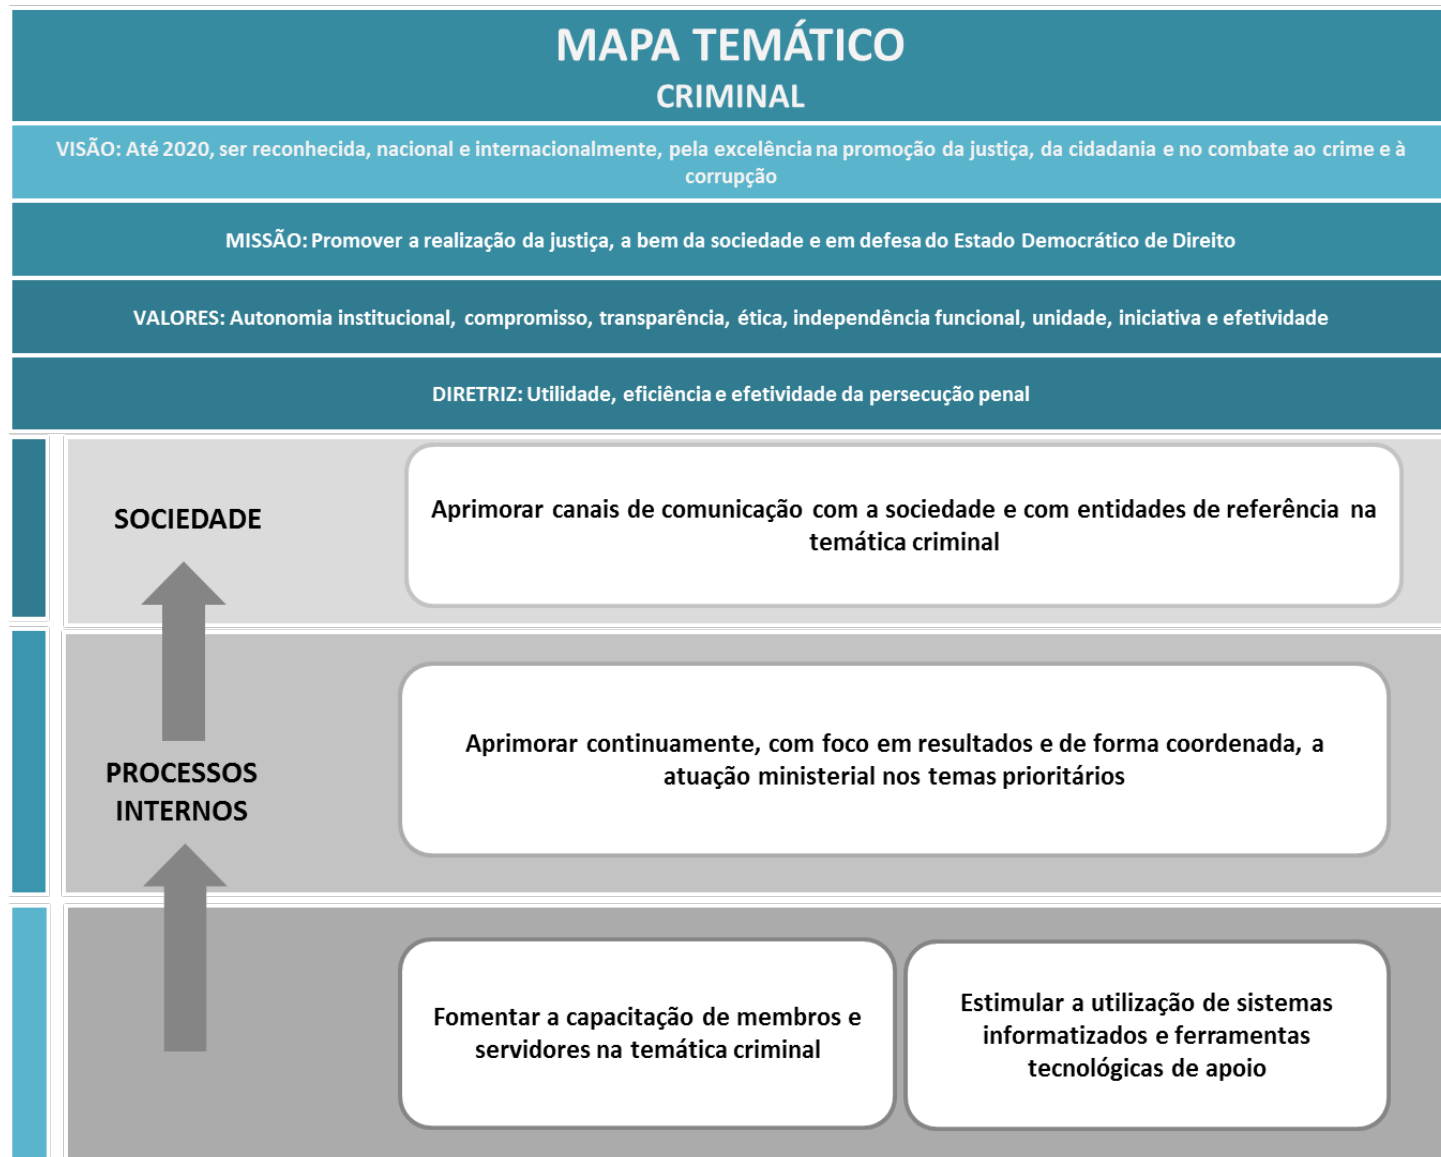 MAPA TEMÁTICO
CRIMINAL
VISÃO: Até 2020, ser reconhecida, nacional e internacionalmente, pela excelência na promoção da justiça, da cidadania e no combate ao crime e à
corrupção
MISSÃO: Promover a realização da justiça, a bem da sociedade e em defesa do Estado Democrático de Direito
VALORES: Autonomia institucional, compromisso, transparência, ética, independência funcional, unidade, iniciativa e efetividade
DIRETRIZ: Utilidade, eficiência e efetividade da persecução penal
SOCIEDADE
Aprimorar canais de comunicação com a sociedade e com entidades de referência na
temática criminal
PROCESSOS
INTERNOS
Aprimorar continuamente, com foco em resultados e de forma coordenada, a
atuação ministerial nos temas prioritários
Fomentar a capacitação de membros e
servidores na temática criminal
Estimular a utilização de sistemas
informatizados e ferramentas
tecnológicas de apoio